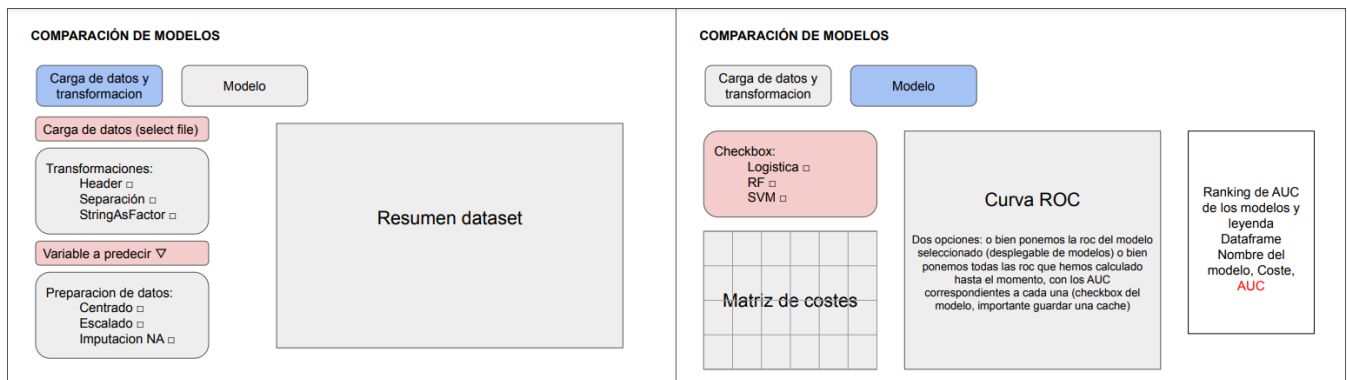 COMPARACIÓN DE MODELOS
Carga de datos y
transformacion
Modelo
Carga de datos (select file)
Transformaciones:
Header □
Separación □
StringAsFactor □
Variable a predecir ▽
Preparacion de datos:
Centrado □
Escalado □
Imputacion NA □
Resumen dataset
COMPARACIÓN DE MODELOS
Carga de datos y
transformacion
Modelo
Checkbox:
Logistica □
RF □
SVM □
Matriz de costes
Curva ROC
Dos opciones: o bien ponemos la roc del modelo
seleccionado (desplegable de modelos) o bien
ponemos todas las roc que hemos calculado
hasta el momento, con los AUC
correspondientes a cada una (checkbox del
modelo, importante guardar una cache)
Ranking de AUC
de los modelos y
leyenda
Dataframe
Nombre del
modelo, Coste,
AUC